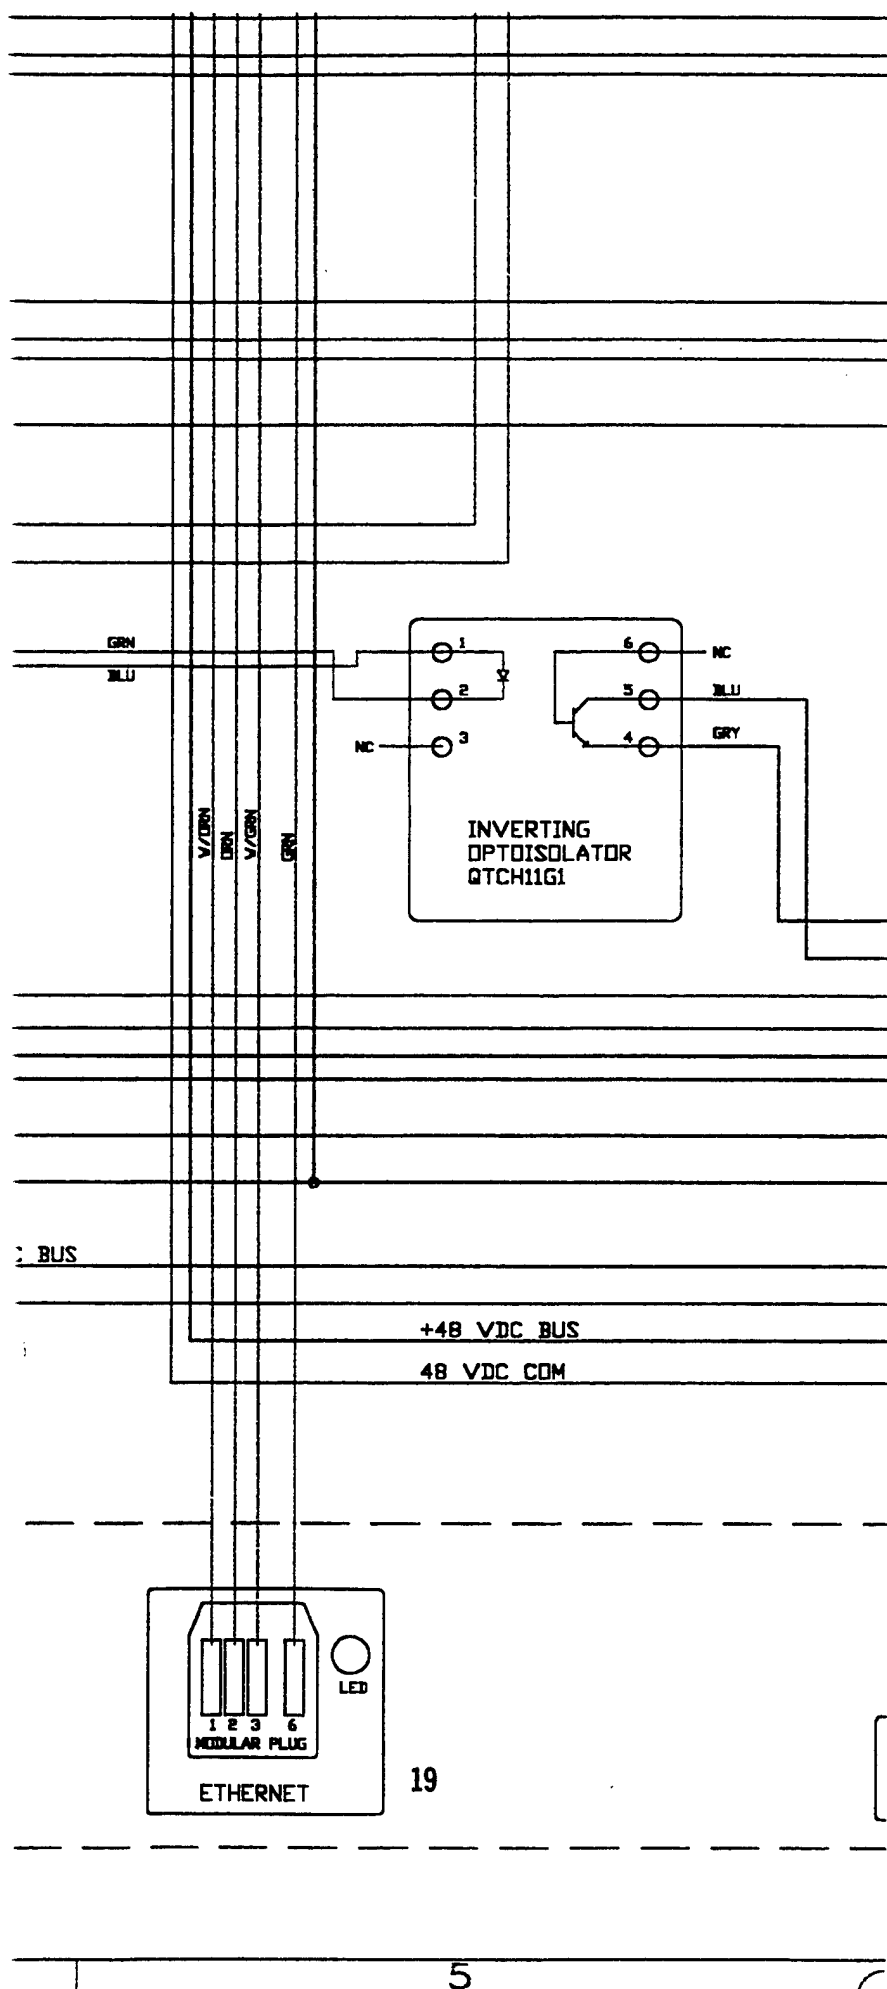 GRN
BLU
1
2
3
NC
6
NC
5
BLU
4
GRY
INVERTING
OPTOISOLATOR
QTCH11G1
W/ORN
ORN
W/GRN
GRN
BUS
+48 VDC BUS
48 VDC COM
LED
1 2 3 6
MODULAR PLUG
ETHERNET
19
5